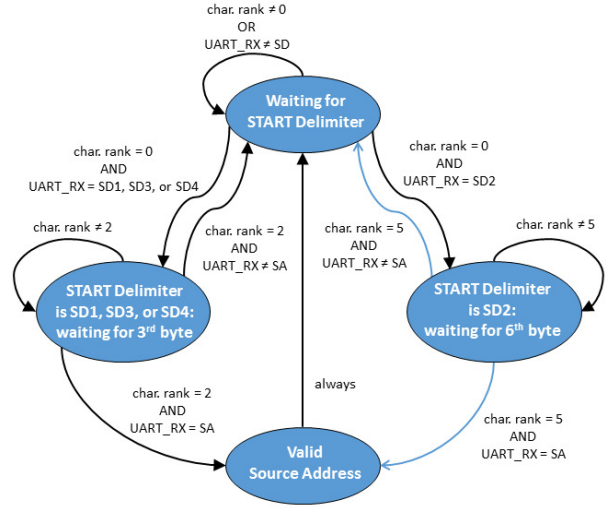 char. rank ≠ 0
OR
UART_RX ≠ SD
Waiting for
START Delimiter
char. rank = 0
AND
UART_RX = SD1, SD3, or SD4
char. rank = 0
AND
UART_RX = SD2
char. rank ≠ 2
char. rank = 2
AND
UART_RX ≠ SA
char. rank = 5
AND
UART_RX ≠ SA
char. rank ≠ 5
START Delimiter
is SD1, SD3, or SD4:
waiting for 3rd byte
START Delimiter
is SD2:
waiting for 6th byte
char. rank = 2
AND
UART_RX = SA
always
char. rank = 5
AND
UART_RX = SA
Valid
Source Address